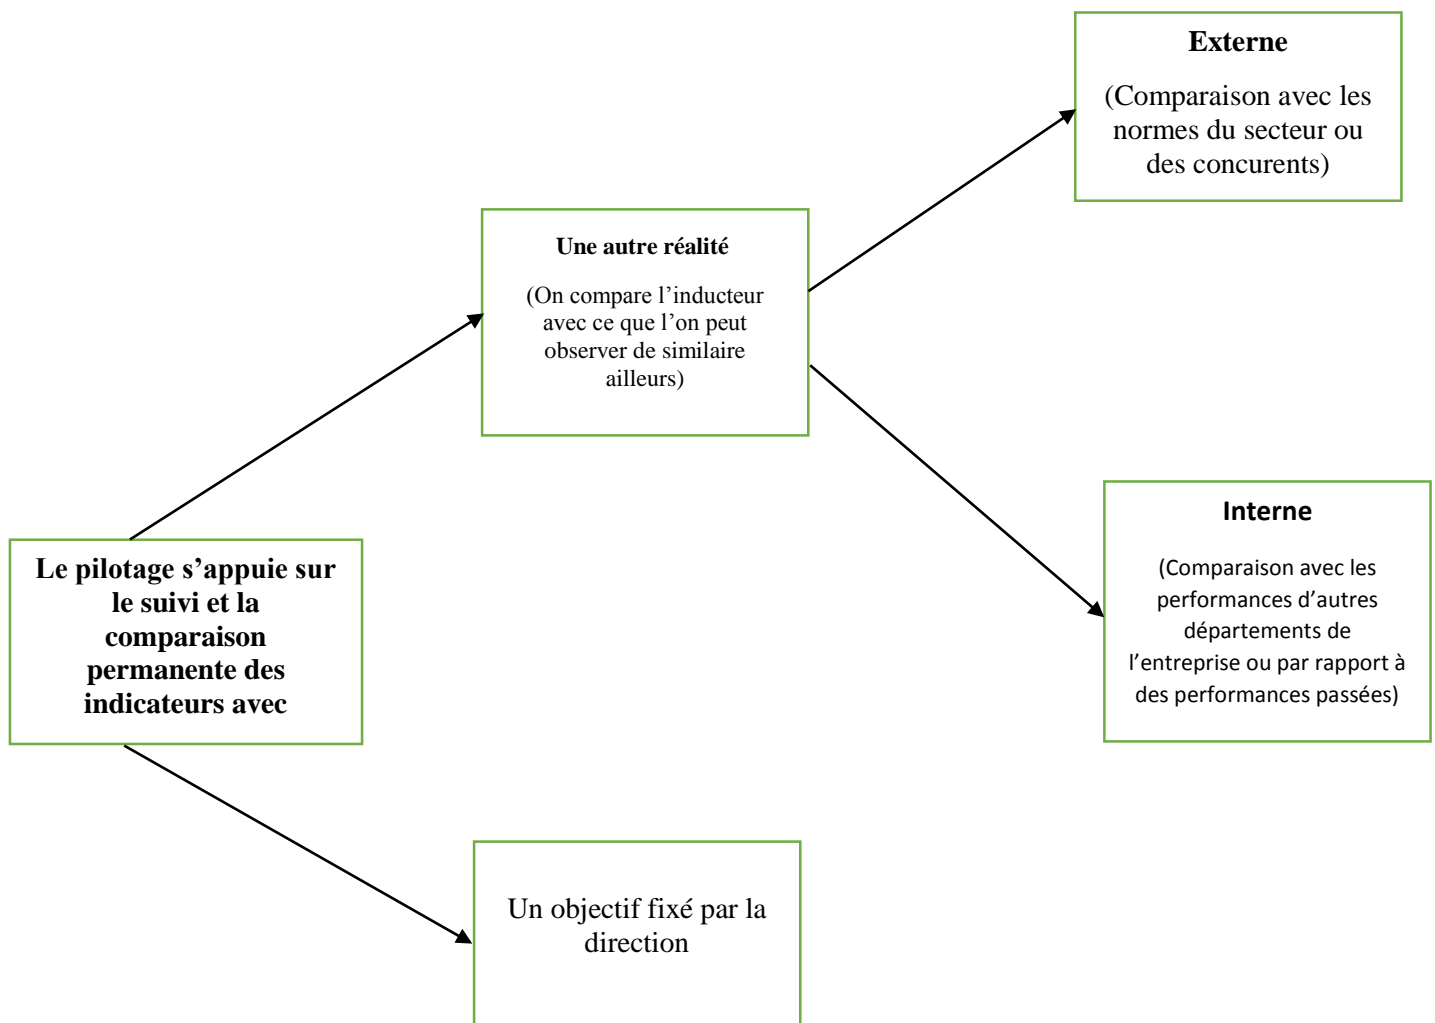 Externe
(Comparaison avec les
normes du secteur ou
des concurents)
Une autre réalité
(On compare l’inducteur
avec ce que l’on peut
observer de similaire
ailleurs)
Interne
(Comparaison avec les
performances d’autres
départements de
l’entreprise ou par rapport à
des performances passées)
Le pilotage s’appuie sur
le suivi et la
comparaison
permanente des
indicateurs avec
Un objectif fixé par la
direction